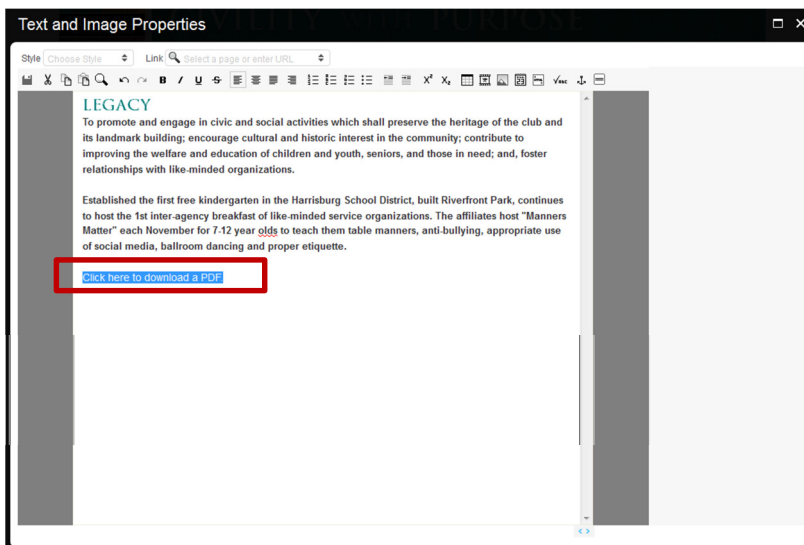 CIVILITY with PURPOSE
Text and Image Properties
Style Choose Style Link Select a page or enter URL
B I U S X² X₂ √ABC
LEGACY
To promote and engage in civic and social activities which shall preserve the heritage of the club and
its landmark building; encourage cultural and historic interest in the community; contribute to
improving the welfare and education of children and youth, seniors, and those in need; and, foster
relationships with like-minded organizations.
Established the first free kindergarten in the Harrisburg School District, built Riverfront Park, continues
to host the 1st inter-agency breakfast of like-minded service organizations. The affiliates host "Manners
Matter" each November for 7-12 year olds to teach them table manners, anti-bullying, appropriate use
of social media, ballroom dancing and proper etiquette.
Click here to download a PDF